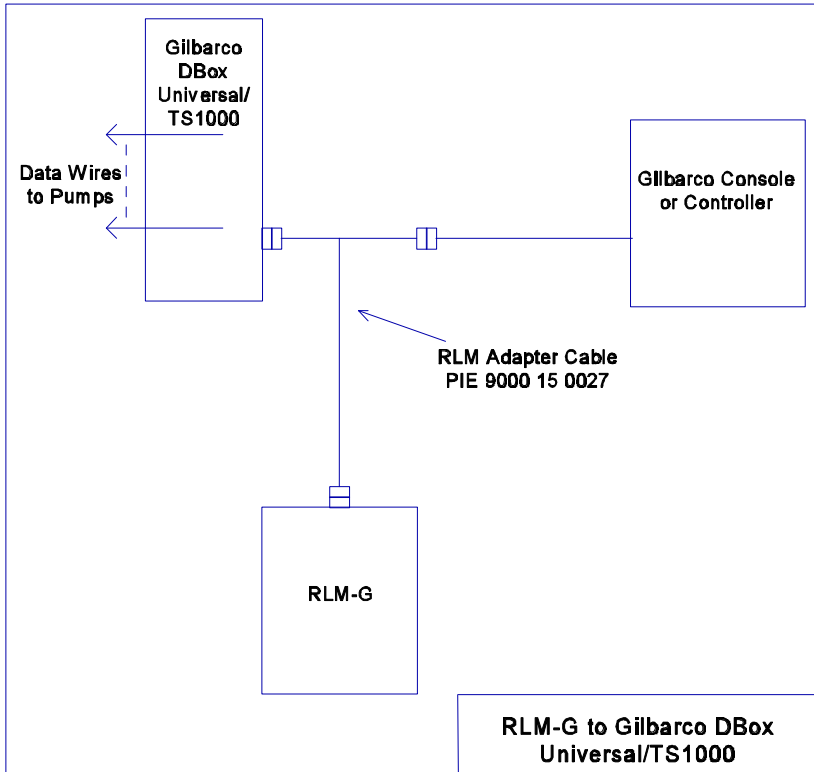 Gilbarco
DBox
Universal/
TS1000
Data Wires
to Pumps
Gilbarco Console
or Controller
RLM Adapter Cable
PIE 9000 15 0027
RLM-G
RLM-G to Gilbarco DBox
Universal/TS1000